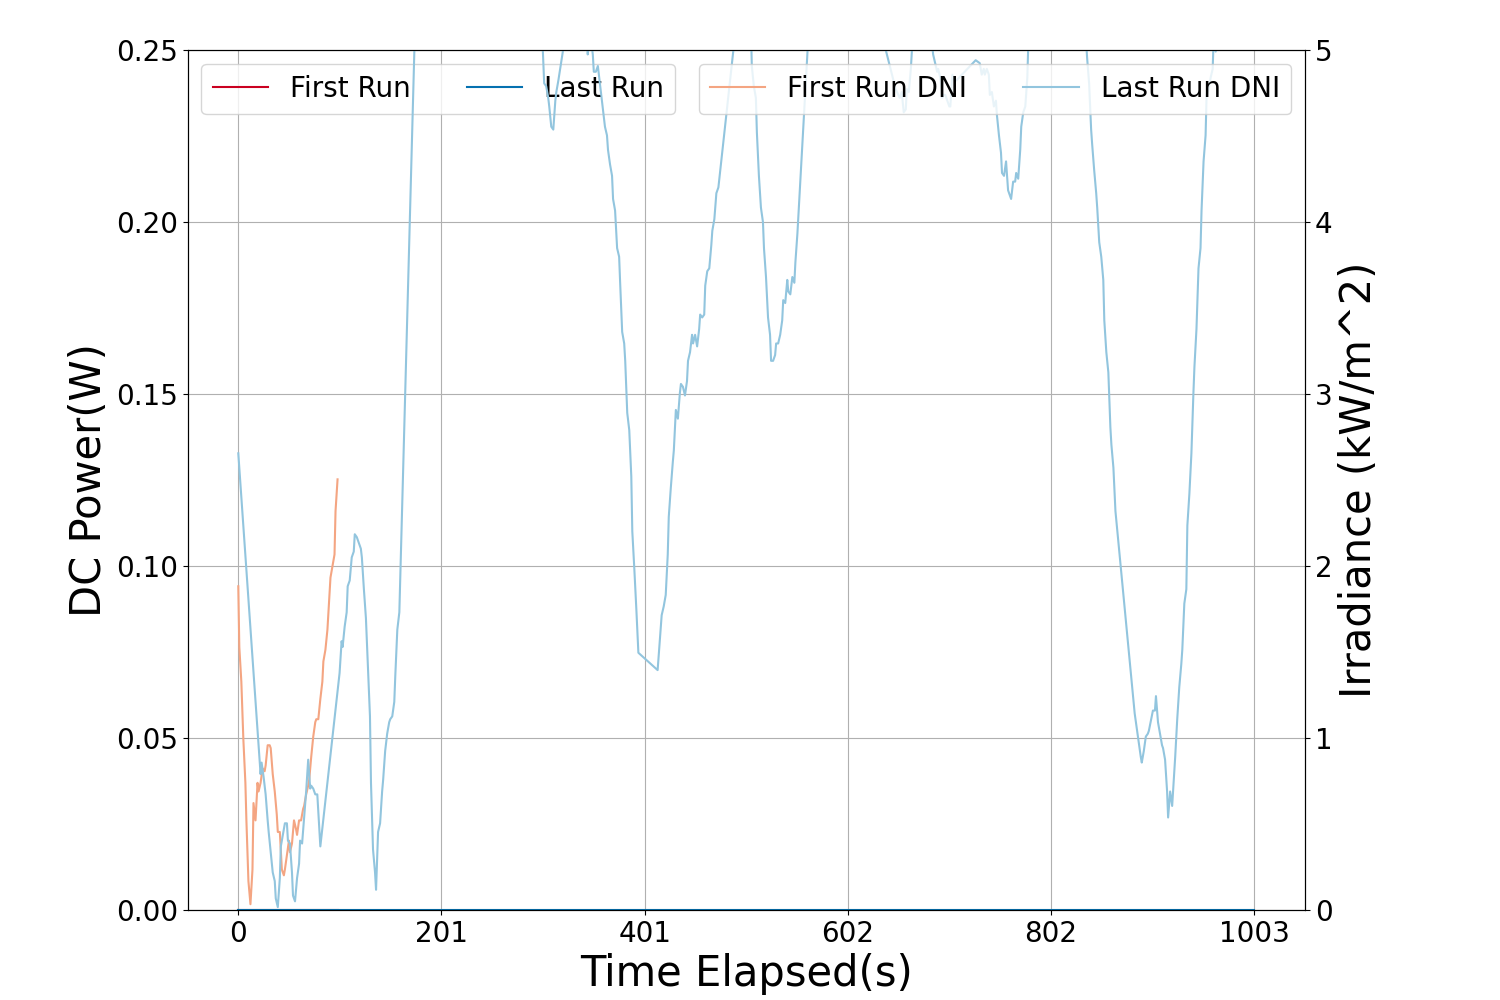 First Run
Last Run
First Run DNI
Last Run DNI
DC Power(W)
0.25
0.20
0.15
0.10
0.05
0.00
Irradiance (kW/m^2)
5
4
3
2
1
0
0
201
401
602
802
1003
Time Elapsed(s)